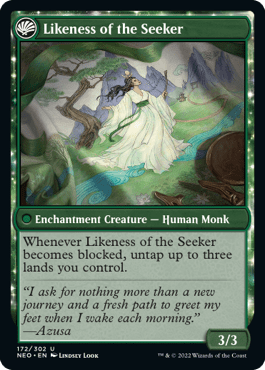 Likeness of the Seeker
Enchantment Creature — Human Monk
Whenever Likeness of the Seeker
becomes blocked, untap up to three
lands you control.
“I ask for nothing more than a new
journey and a fresh path to greet my
feet when I wake each morning.”
—Azusa
3/3
172/302 U
NEO • EN Lindsey Look
™ & © 2022 Wizards of the Coast